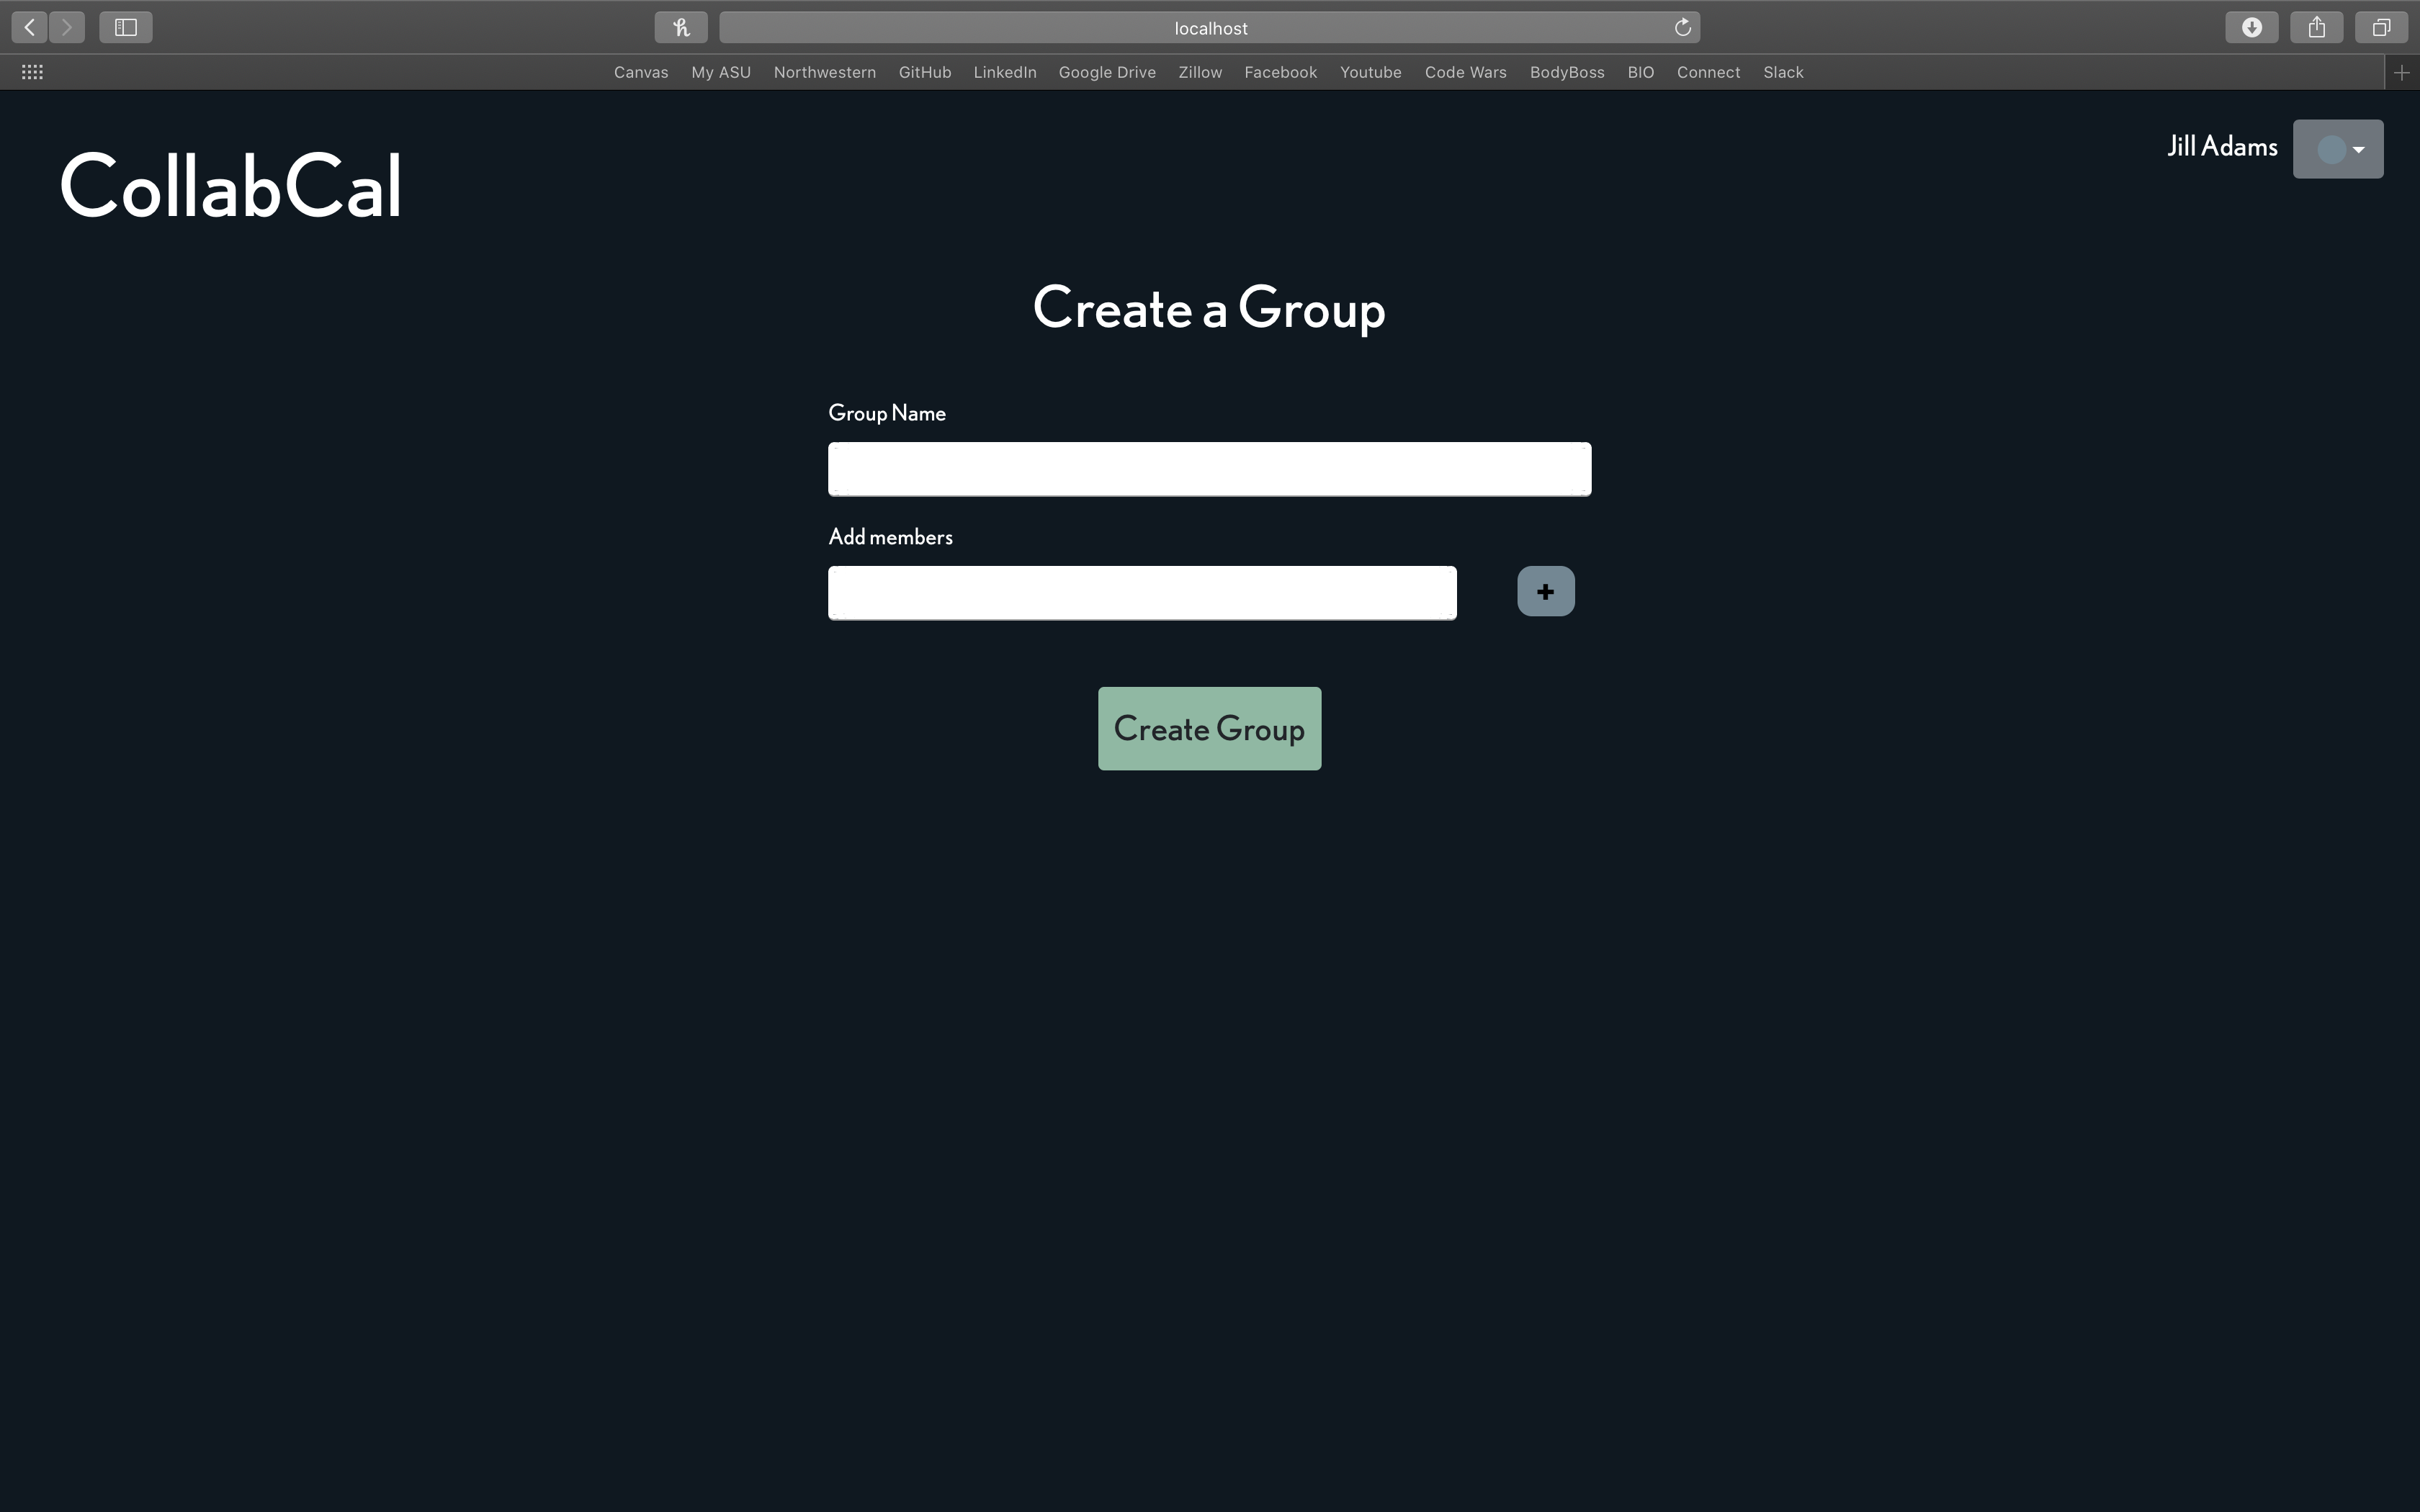 localhost
Canvas My ASU Northwestern GitHub LinkedIn Google Drive Zillow Facebook Youtube Code Wars BodyBoss BIO Connect Slack
Jill Adams
CollabCal
Create a Group
Group Name
Add members
Create Group